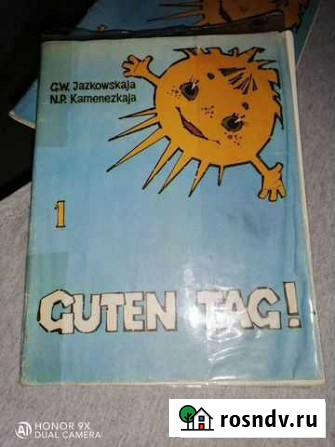 G.W. Jazkowskaja
N.P. Kamenezkaja
1
GUTEN TAG!
HONOR 9X
DUAL CAMERA
rosndv.ru